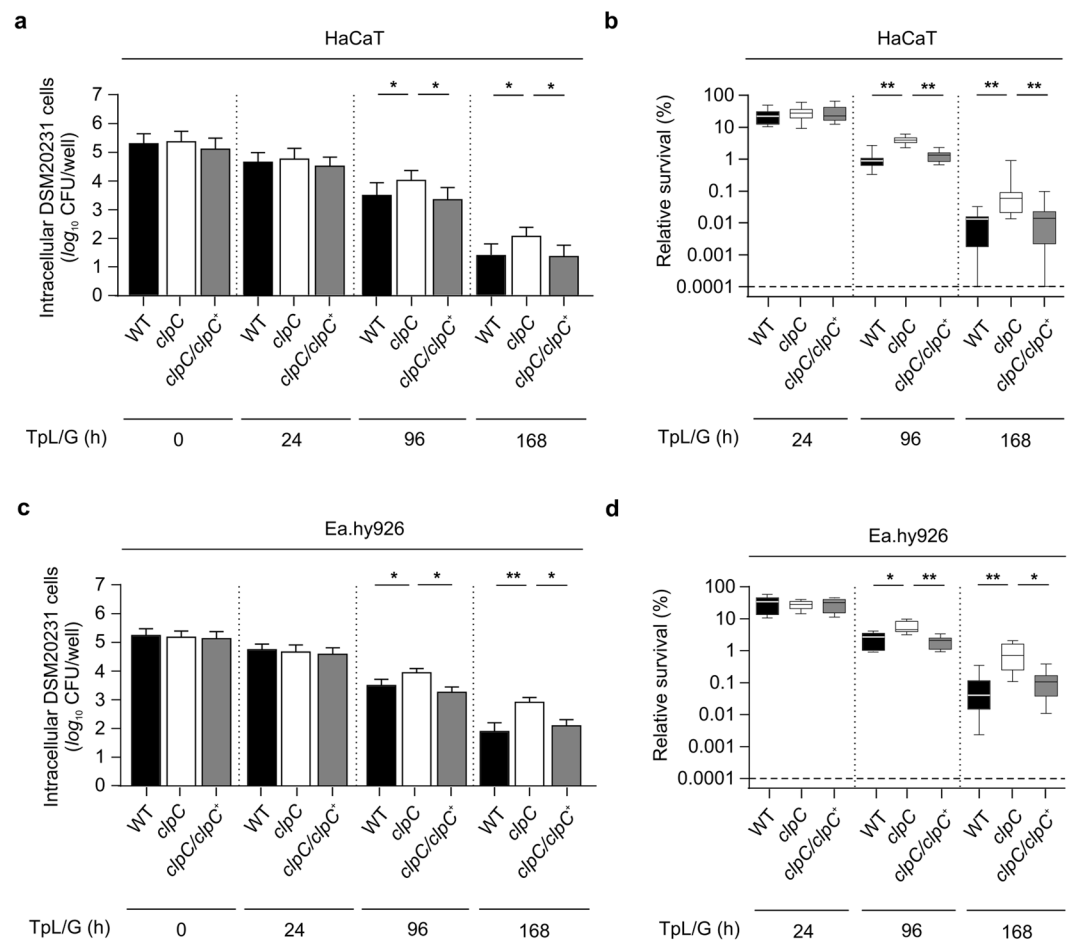 a
HaCaT
Intracellular DSM20231 cells
(log10 CFU/well)
7
6
5
4
3
2
1
0
* * * *
WT clpC clpC/clpC+ WT clpC clpC/clpC+ WT clpC clpC/clpC+ WT clpC clpC/clpC+
TpL/G (h) 0 24 96 168
b
HaCaT
Relative survival (%)
100
10
1
0.1
0.01
0.001
0.0001
** ** ** **
WT clpC clpC/clpC+ WT clpC clpC/clpC+ WT clpC clpC/clpC+
TpL/G (h) 24 96 168
c
Ea.hy926
Intracellular DSM20231 cells
(log10 CFU/well)
7
6
5
4
3
2
1
0
* * ** *
WT clpC clpC/clpC+ WT clpC clpC/clpC+ WT clpC clpC/clpC+ WT clpC clpC/clpC+
TpL/G (h) 0 24 96 168
d
Ea.hy926
Relative survival (%)
100
10
1
0.1
0.01
0.001
0.0001
* ** ** *
WT clpC clpC/clpC+ WT clpC clpC/clpC+ WT clpC clpC/clpC+
TpL/G (h) 24 96 168